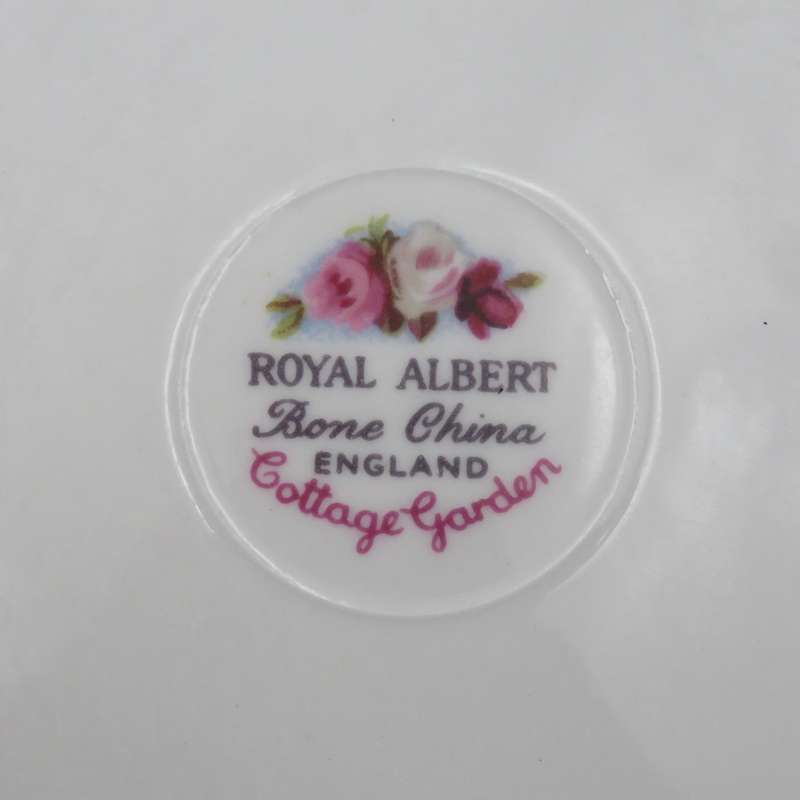 ROYAL ALBERT
Bone China
ENGLAND
Cottage Garden